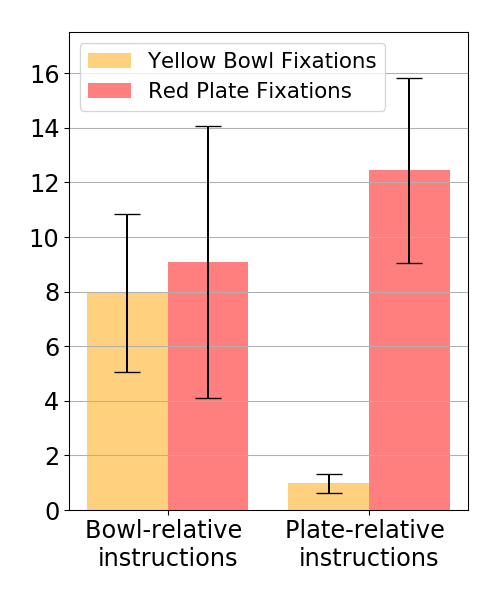 Yellow Bowl Fixations
Red Plate Fixations
16
14
12
10
8
6
4
2
0
Bowl-relative instructions
Plate-relative instructions